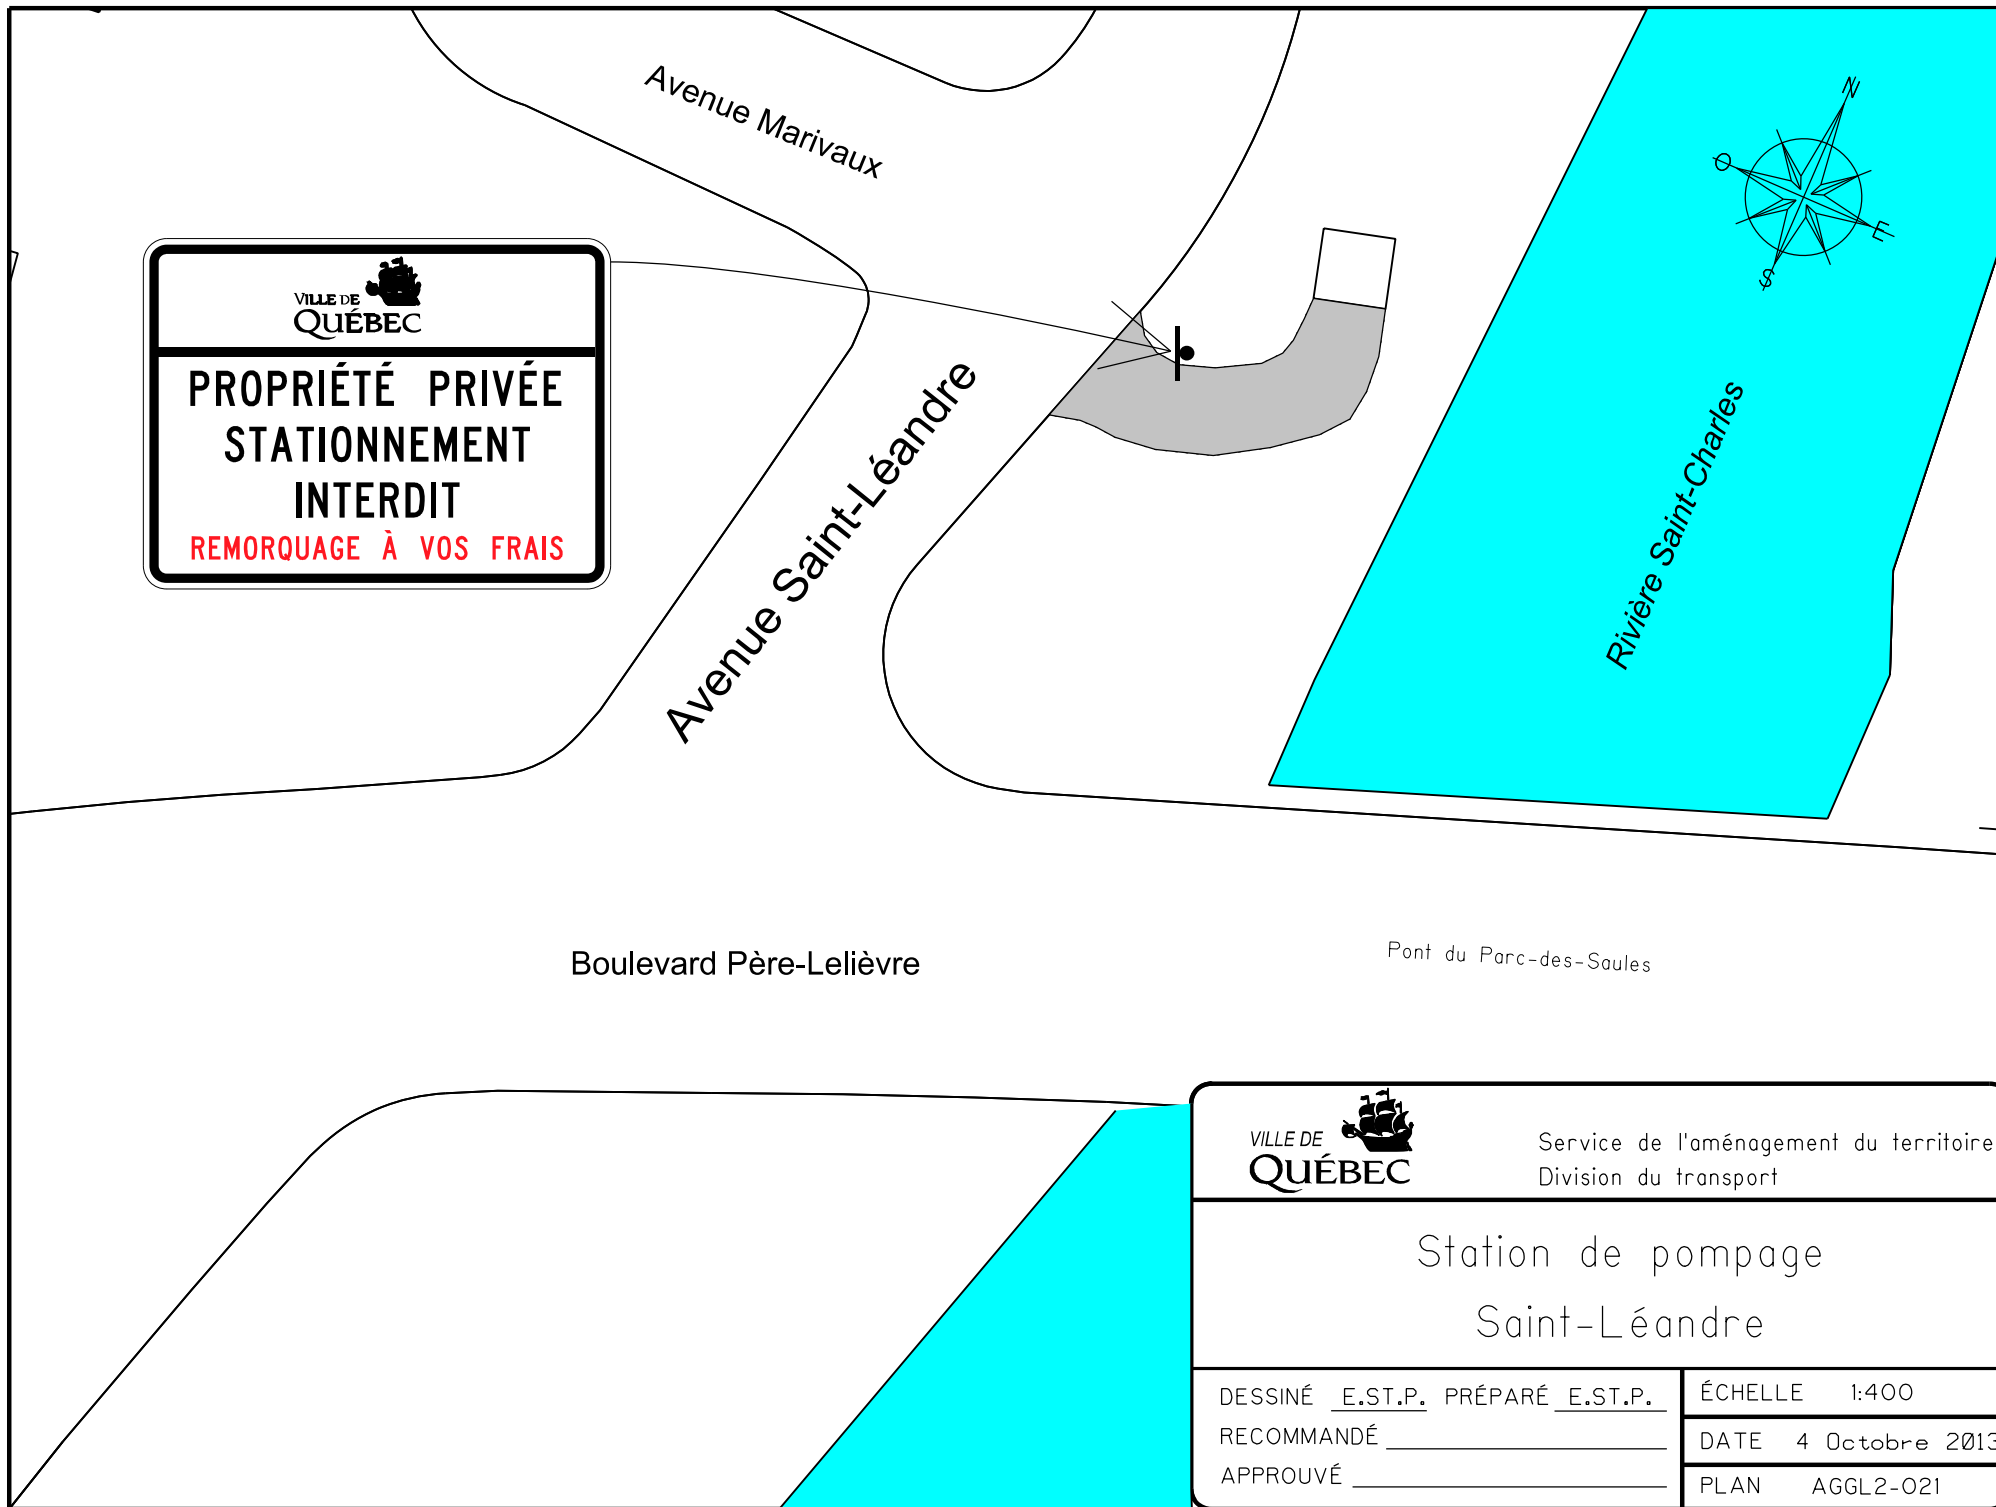 Avenue Marivaux
N
O
E
S
VILLE DE
QUÉBEC
PROPRIÉTÉ PRIVÉE
STATIONNEMENT
INTERDIT
REMORQUAGE À VOS FRAIS
Avenue Saint-Léandre
Rivière Saint-Charles
Boulevard Père-Lelièvre
Pont du Parc-des-Saules
VILLE DE
QUÉBEC
Service de l'aménagement du territoire
Division du transport
Station de pompage
Saint-Léandre
DESSINÉ E.ST.P. PRÉPARÉ E.ST.P.
RECOMMANDÉ
APPROUVÉ
ÉCHELLE 1:400
DATE 4 Octobre 2013
PLAN AGGL2-021